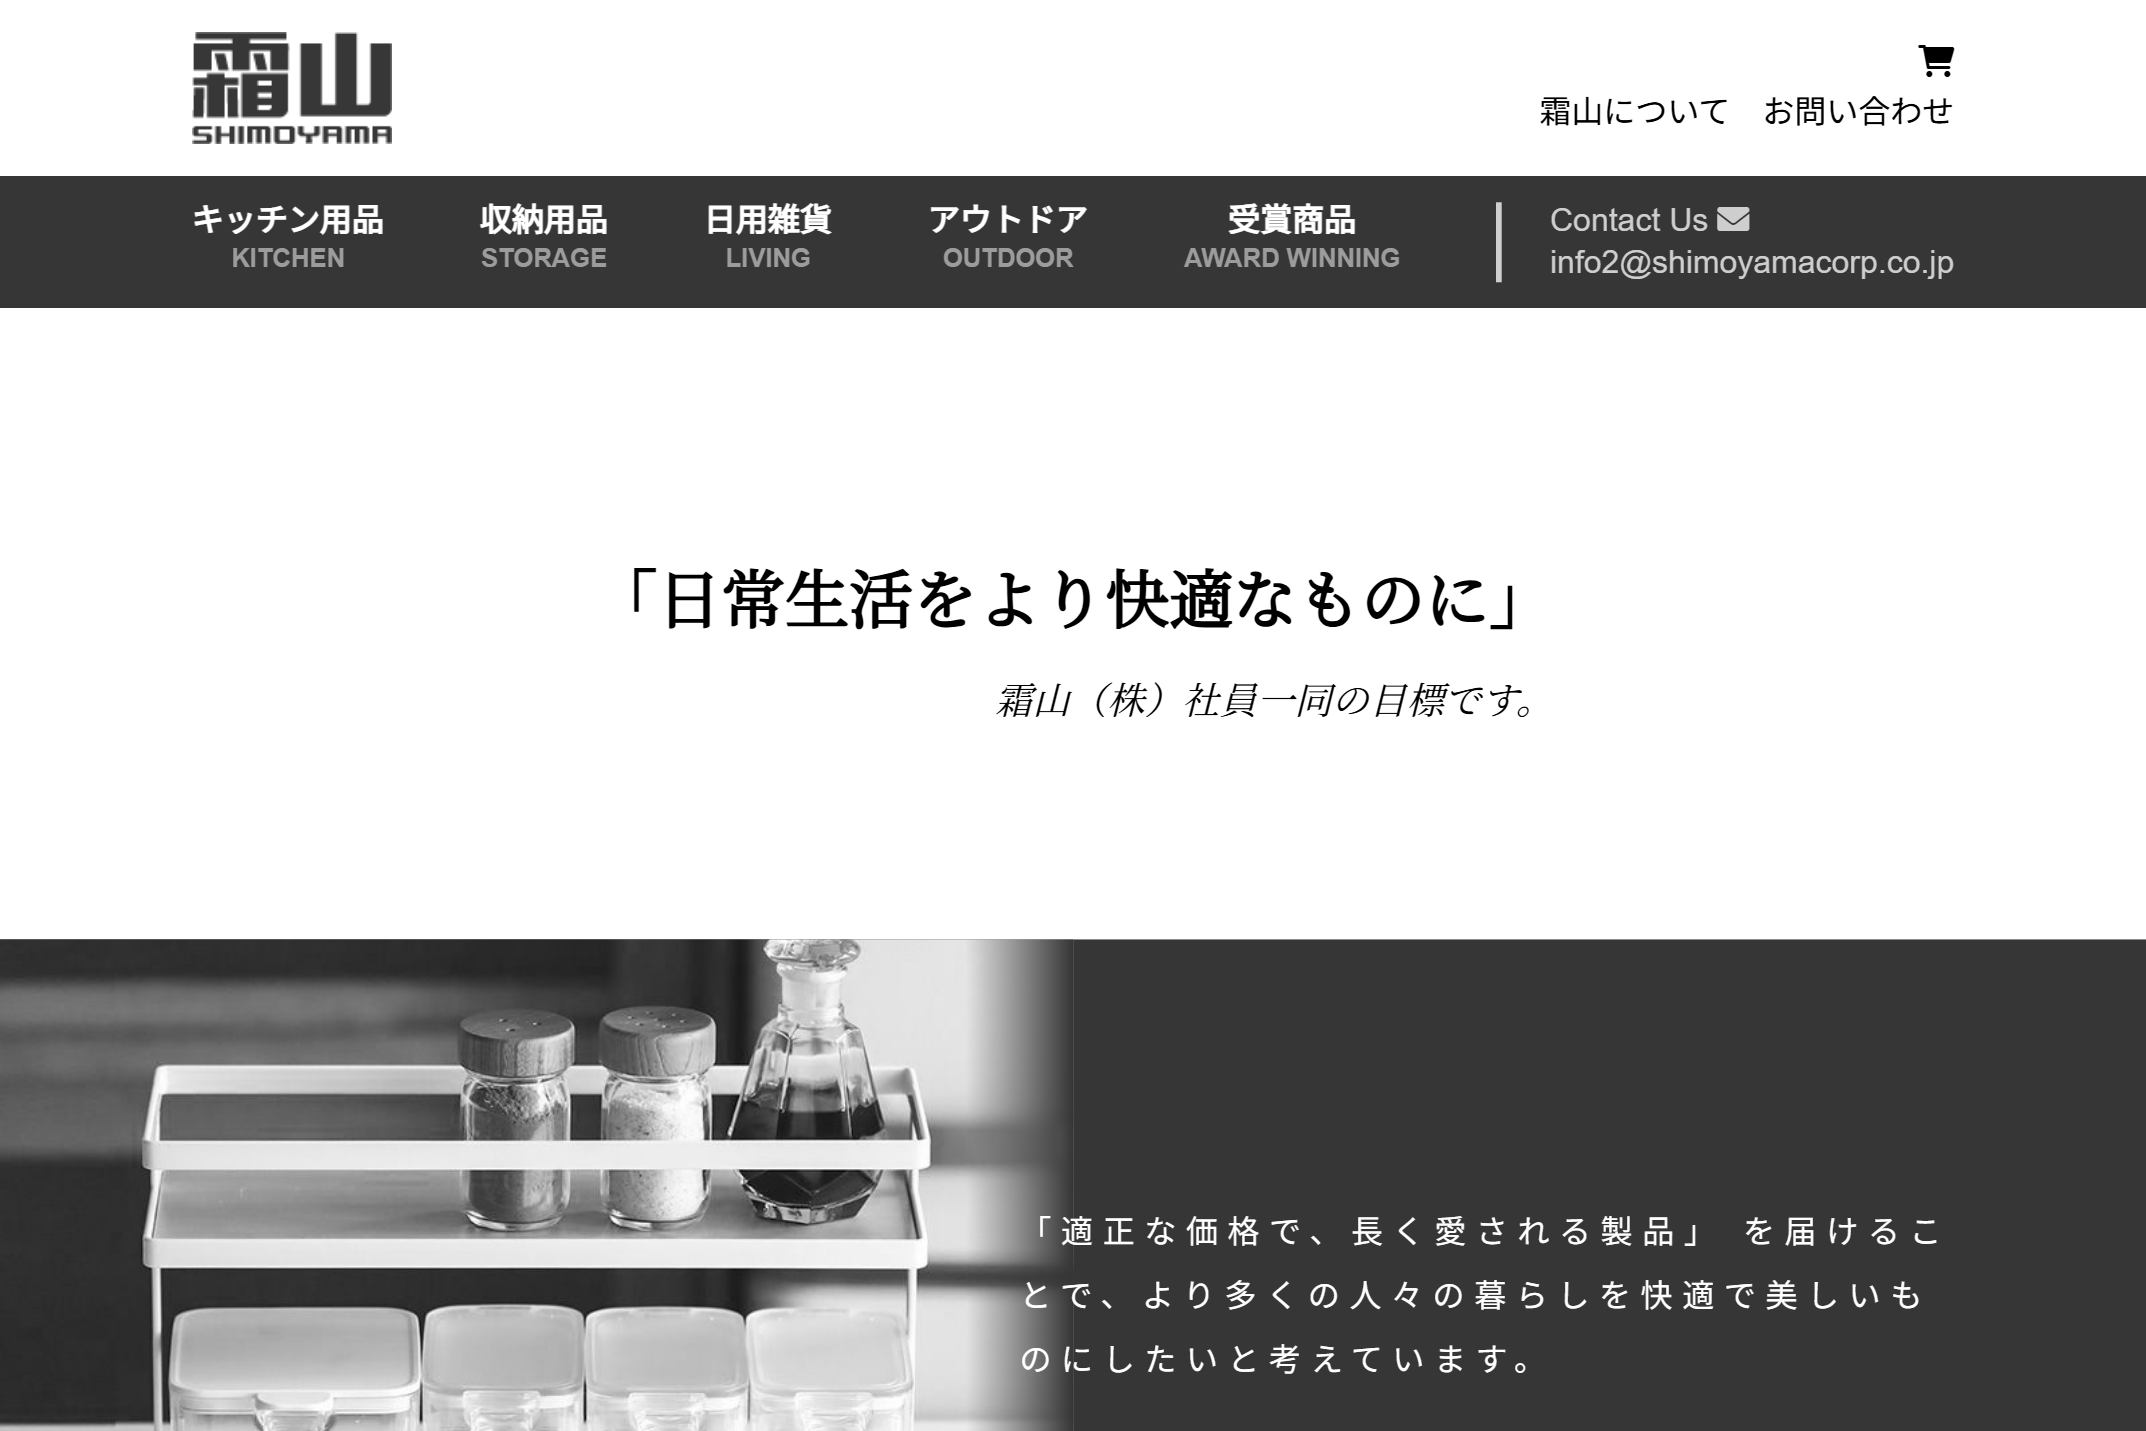 霜山
SHIMOYAMA
霜山について　お問い合わせ
キッチン用品
KITCHEN
収納用品
STORAGE
日用雑貨
LIVING
アウトドア
OUTDOOR
受賞商品
AWARD WINNING
Contact Us
info2@shimoyamacorp.co.jp
「日常生活をより快適なものに」
霜山（株）社員一同の目標です。
「適正な価格で、長く愛される製品」 を届けるこ
とで、より多くの人々の暮らしを快適で美しいも
のにしたいと考えています。